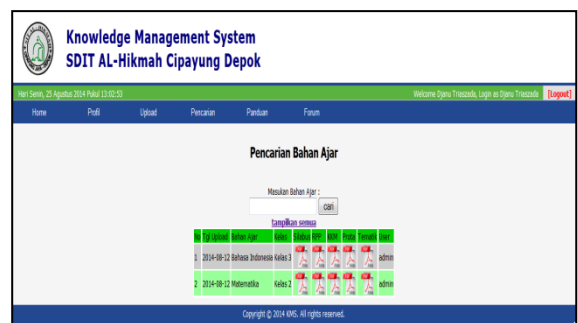 Knowledge Management System
SDIT AL-Hikmah Cipayung Depok
Hari Senin, 25 Agustus 2014 Pukul 13:02:53 Welcome Djanu Triaszada, Login as Djanu Triaszada [Logout]
Home Profil Upload Pencarian Panduan Forum
Pencarian Bahan Ajar
Masukan Bahan Ajar :
cari
tampilkan semua
No Tgl Upload Bahan Ajar Kelas Silabus RPP KKM Prota Tematik User
1 2014-08-12 Bahasa Indonesia Kelas 3 admin
2 2014-08-12 Matematika Kelas 2 admin
Copyright © 2014 KMS. All rights reserved.